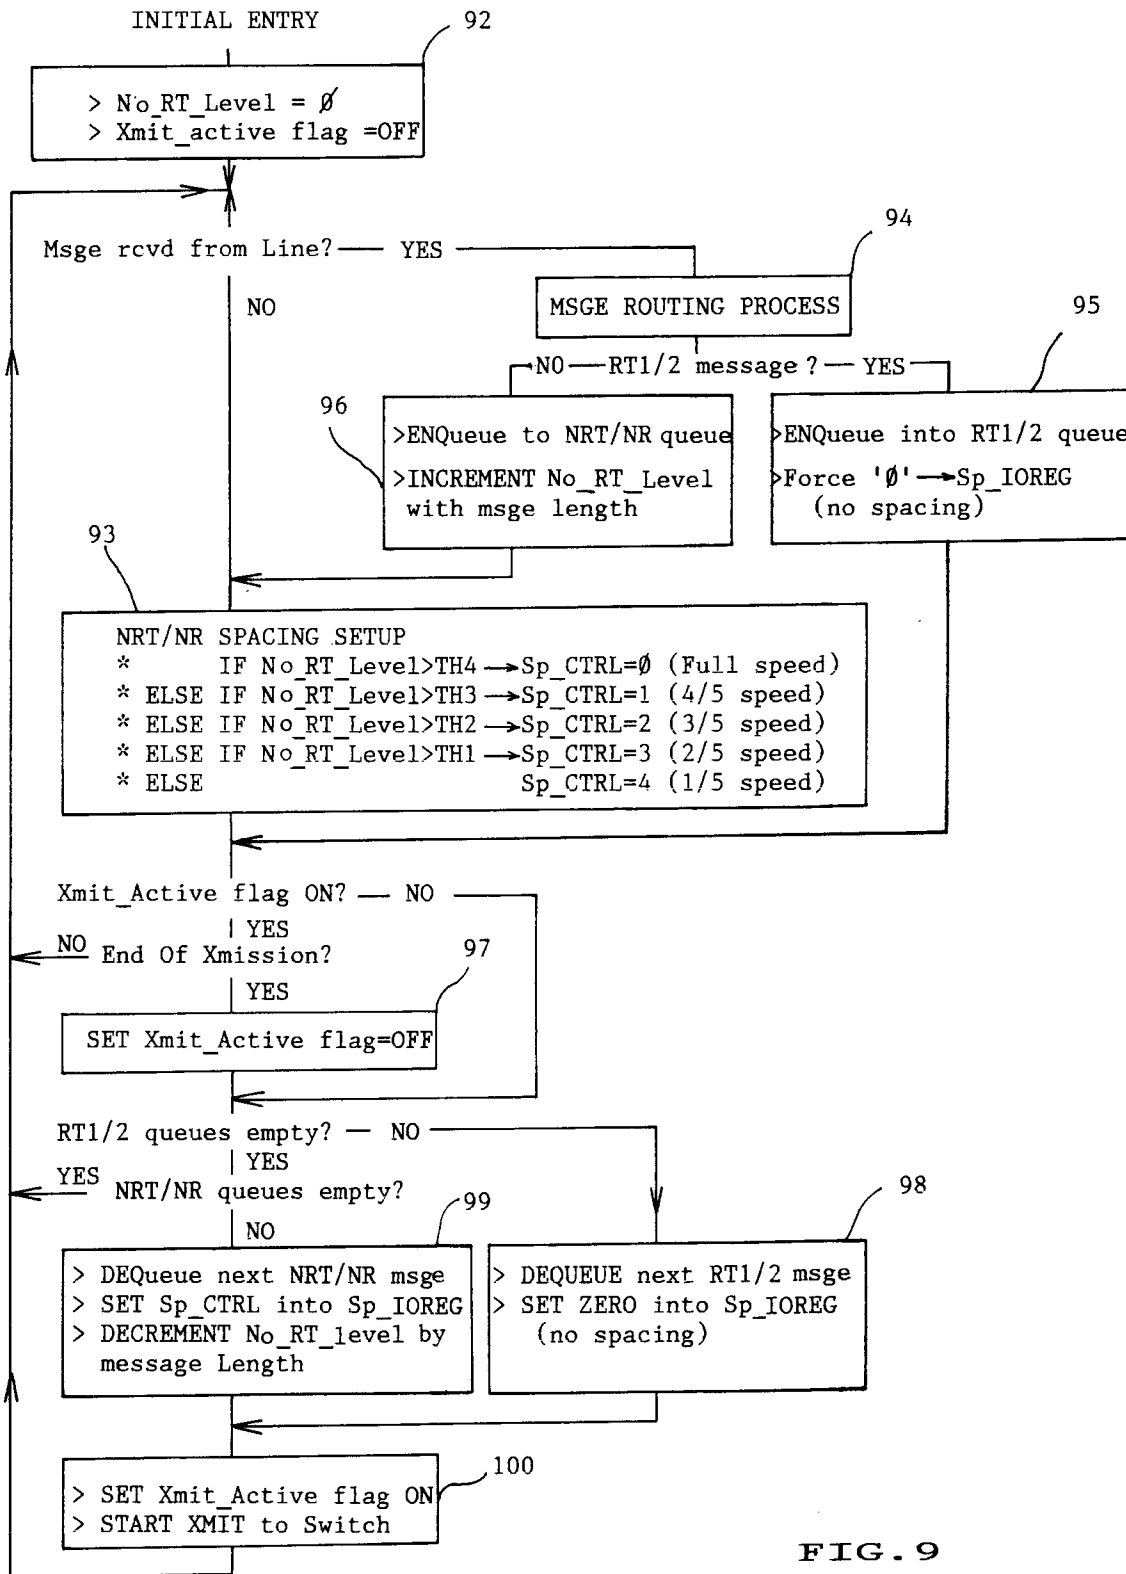 INITIAL ENTRY
92
> No_RT_Level = Ø
> Xmit_active flag =OFF
Msge rcvd from Line? YES
94
NO
MSGE ROUTING PROCESS
95
NO RT1/2 message ? YES
96
>ENQueue to NRT/NR queue
>INCREMENT No_RT_Level
with msge length
>ENQueue into RT1/2 queue
>Force 'Ø'→Sp_IOREG
(no spacing)
93
NRT/NR SPACING SETUP
* IF No_RT_Level>TH4 →Sp_CTRL=Ø (Full speed)
* ELSE IF No_RT_Level>TH3 →Sp_CTRL=1 (4/5 speed)
* ELSE IF No_RT_Level>TH2 →Sp_CTRL=2 (3/5 speed)
* ELSE IF No_RT_Level>TH1 →Sp_CTRL=3 (2/5 speed)
* ELSE Sp_CTRL=4 (1/5 speed)
Xmit_Active flag ON? NO
YES
NO End Of Xmission?
97
YES
SET Xmit_Active flag=OFF
RT1/2 queues empty? NO
YES
YES NRT/NR queues empty?
99
98
NO
> DEQueue next NRT/NR msge
> SET Sp_CTRL into Sp_IOREG
> DECREMENT No_RT_level by
message Length
> DEQUEUE next RT1/2 msge
> SET ZERO into Sp_IOREG
(no spacing)
100
> SET Xmit_Active flag ON
> START XMIT to Switch
FIG.9